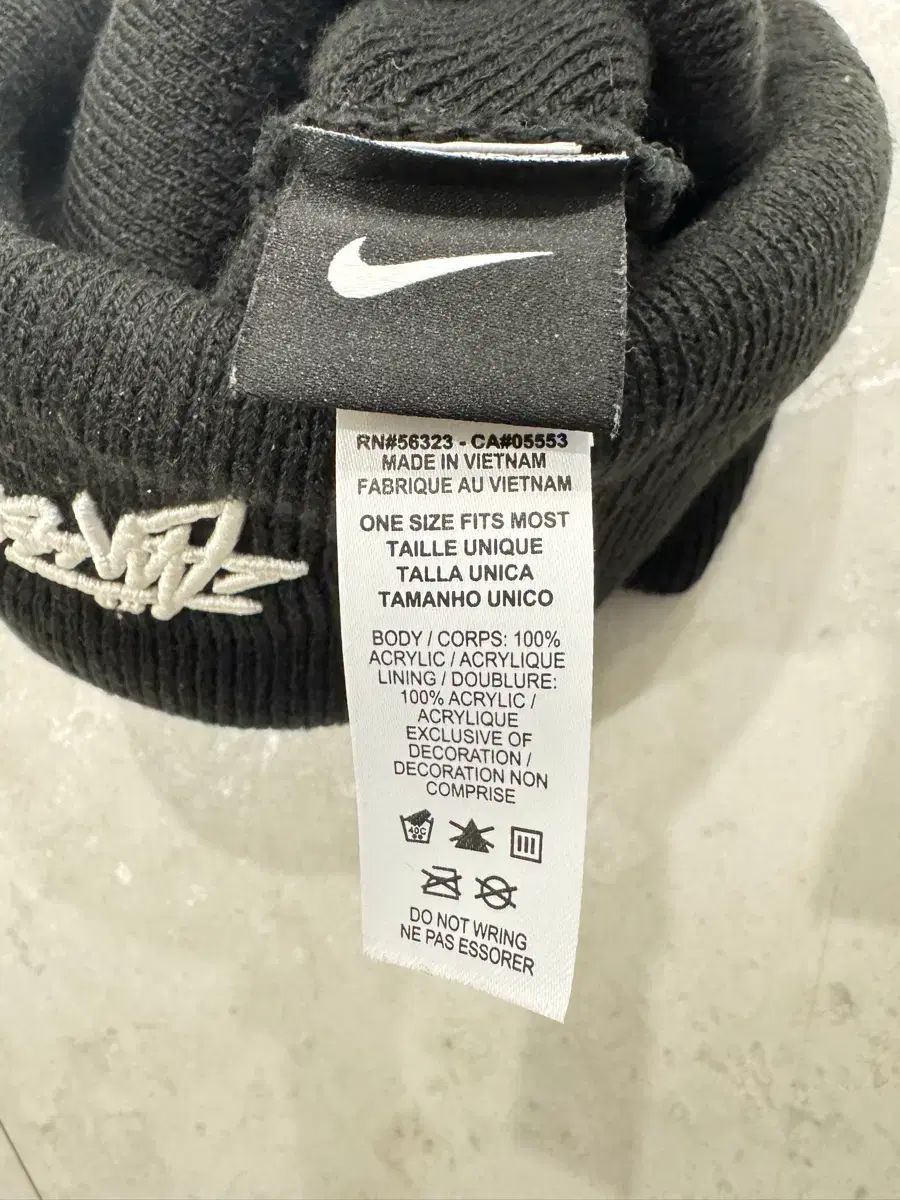 RN#56323 - CA#05553
MADE IN VIETNAM
FABRIQUE AU VIETNAM
ONE SIZE FITS MOST
TAILLE UNIQUE
TALLA UNICA
TAMANHO UNICO
BODY / CORPS: 100%
ACRYLIC / ACRYLIQUE
LINING / DOUBLURE:
100% ACRYLIC /
ACRYLIQUE
EXCLUSIVE OF
DECORATION /
DECORATION NON
COMPRISE
40C
DO NOT WRING
NE PAS ESSORER